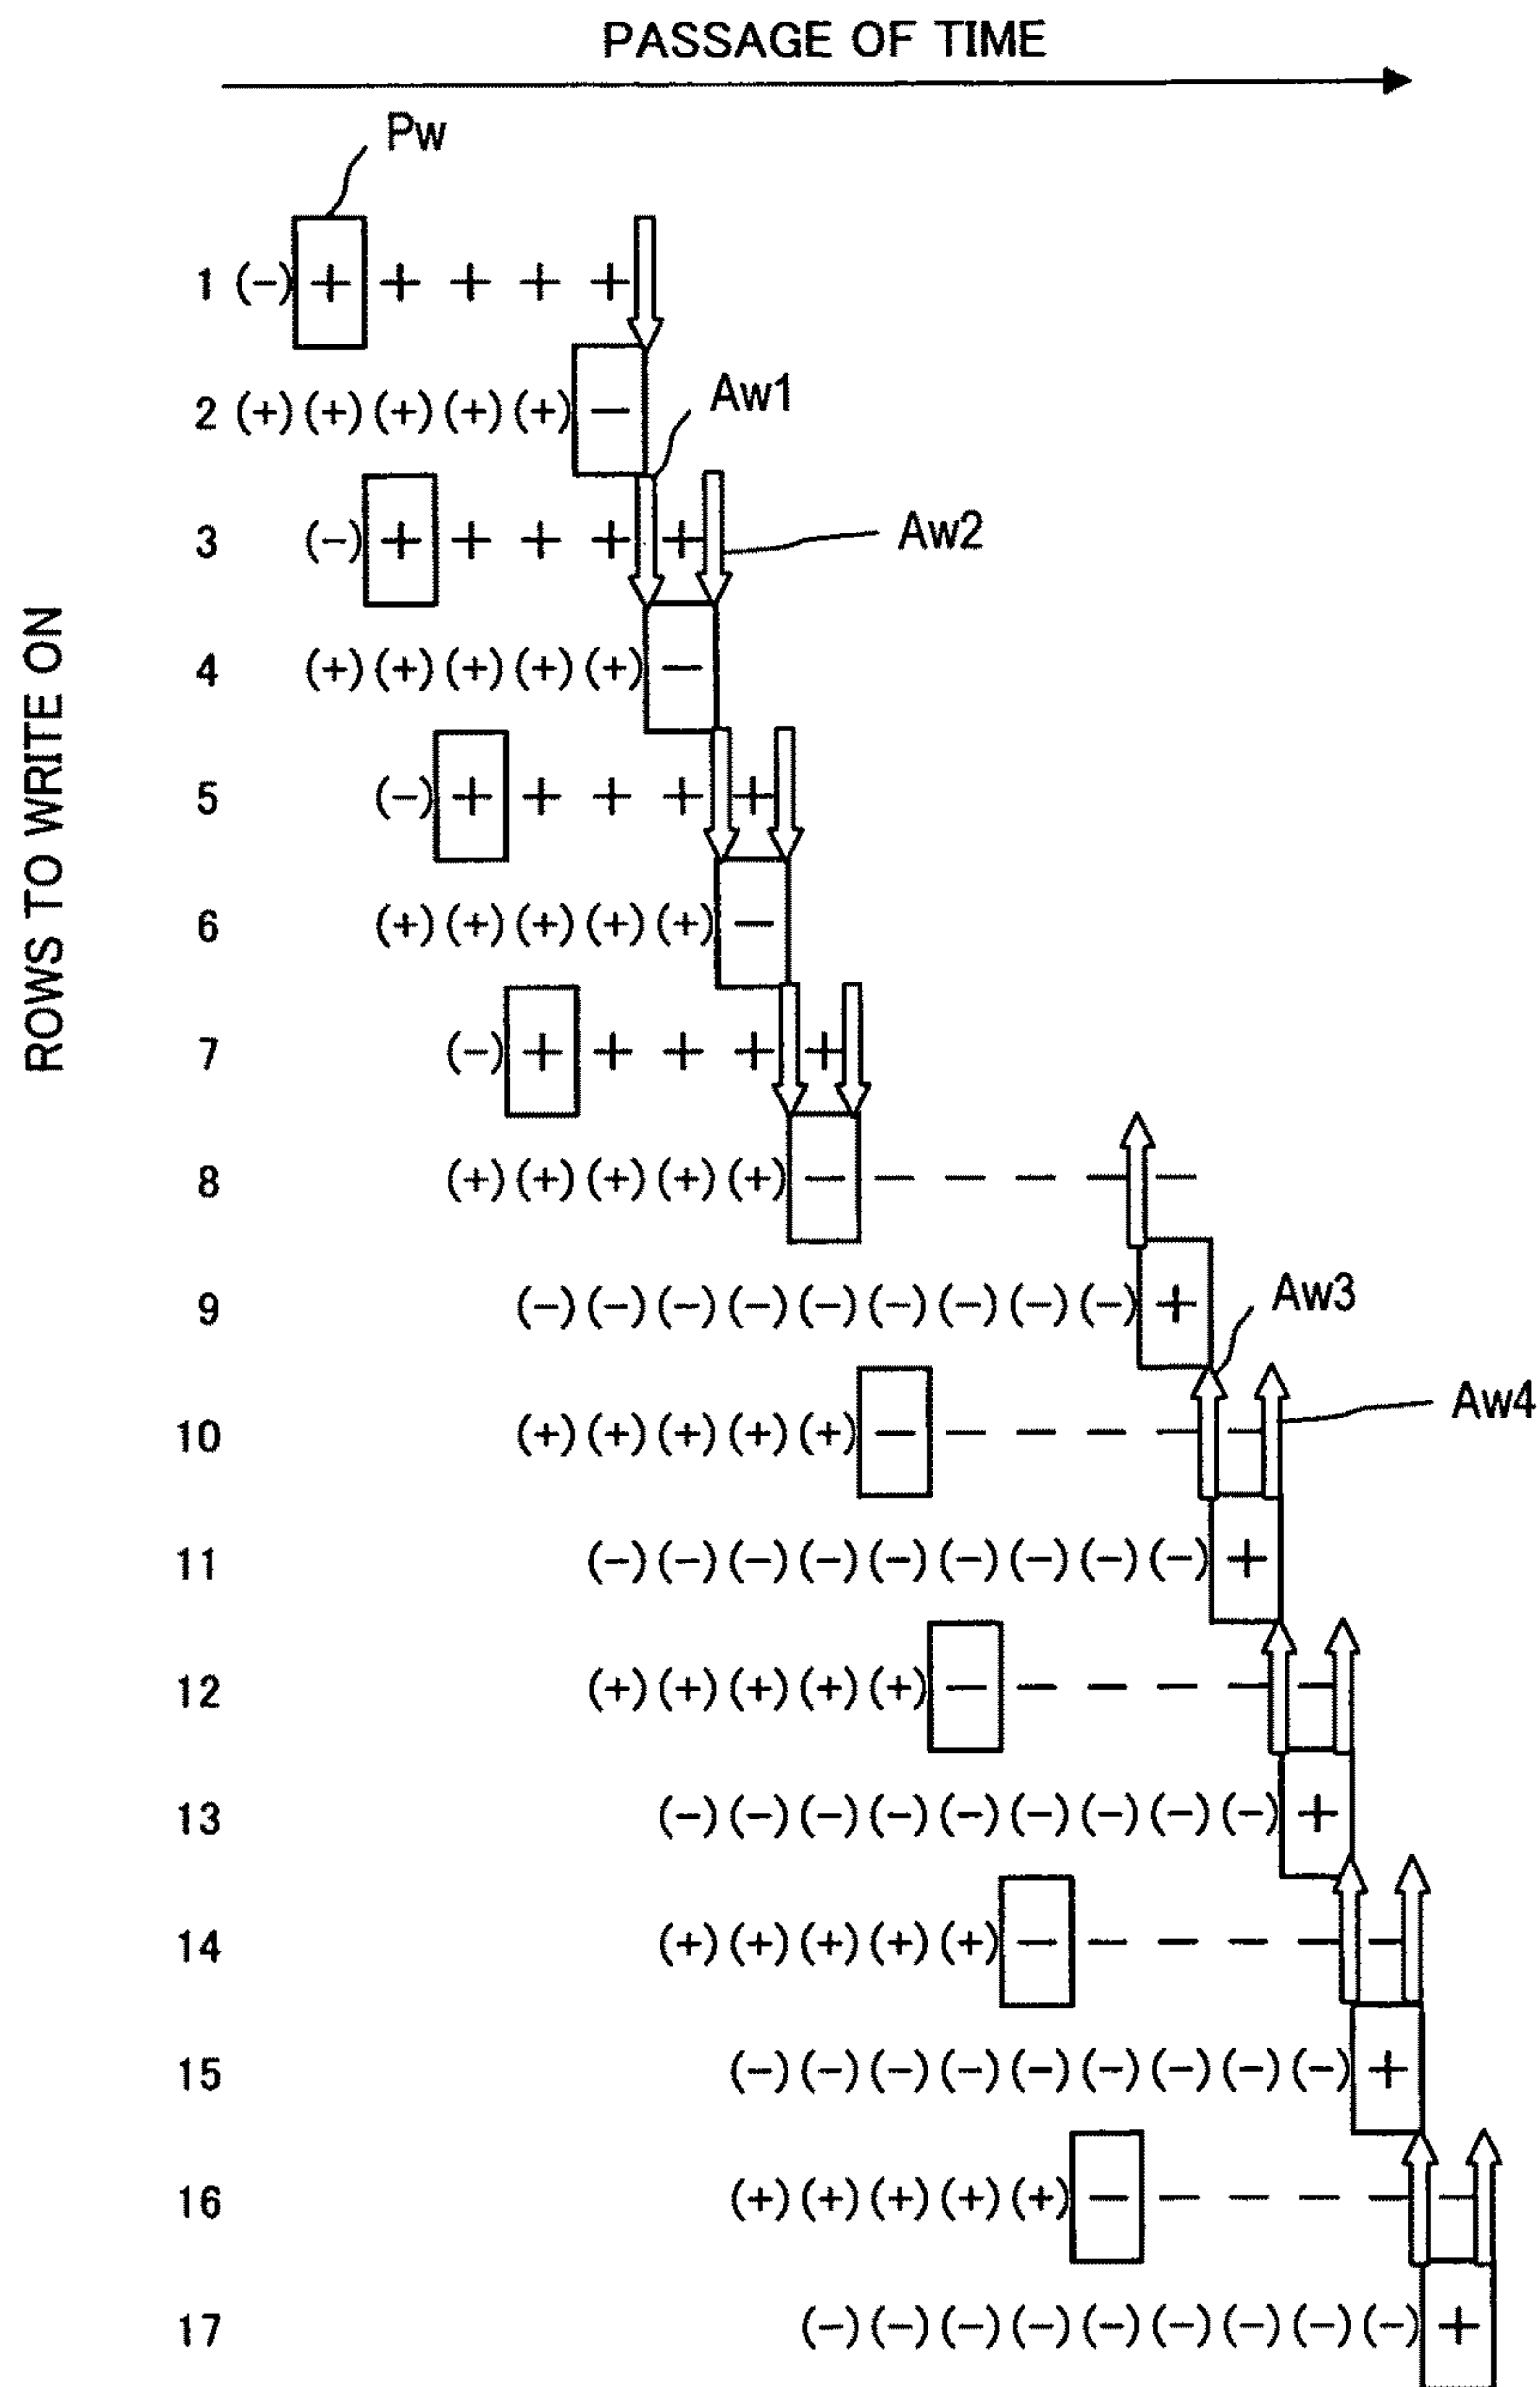 PASSAGE OF TIME
Pw
1 (−) + + + + +
2 (+) (+) (+) (+) (+) −
Aw1
3 (−) + + + + +
Aw2
4 (+) (+) (+) (+) (+) −
5 (−) + + + + +
6 (+) (+) (+) (+) (+) −
7 (−) + + + + +
8 (+) (+) (+) (+) (+) − − − − − −
9 (−) (−) (−) (−) (−) (−) (−) (−) (−) +
Aw3
10 (+) (+) (+) (+) (+) − − − − − −
Aw4
11 (−) (−) (−) (−) (−) (−) (−) (−) (−) +
12 (+) (+) (+) (+) (+) − − − − − −
13 (−) (−) (−) (−) (−) (−) (−) (−) (−) +
14 (+) (+) (+) (+) (+) − − − − − −
15 (−) (−) (−) (−) (−) (−) (−) (−) (−) +
16 (+) (+) (+) (+) (+) − − − − − −
17 (−) (−) (−) (−) (−) (−) (−) (−) (−) +
ROWS TO WRITE ON